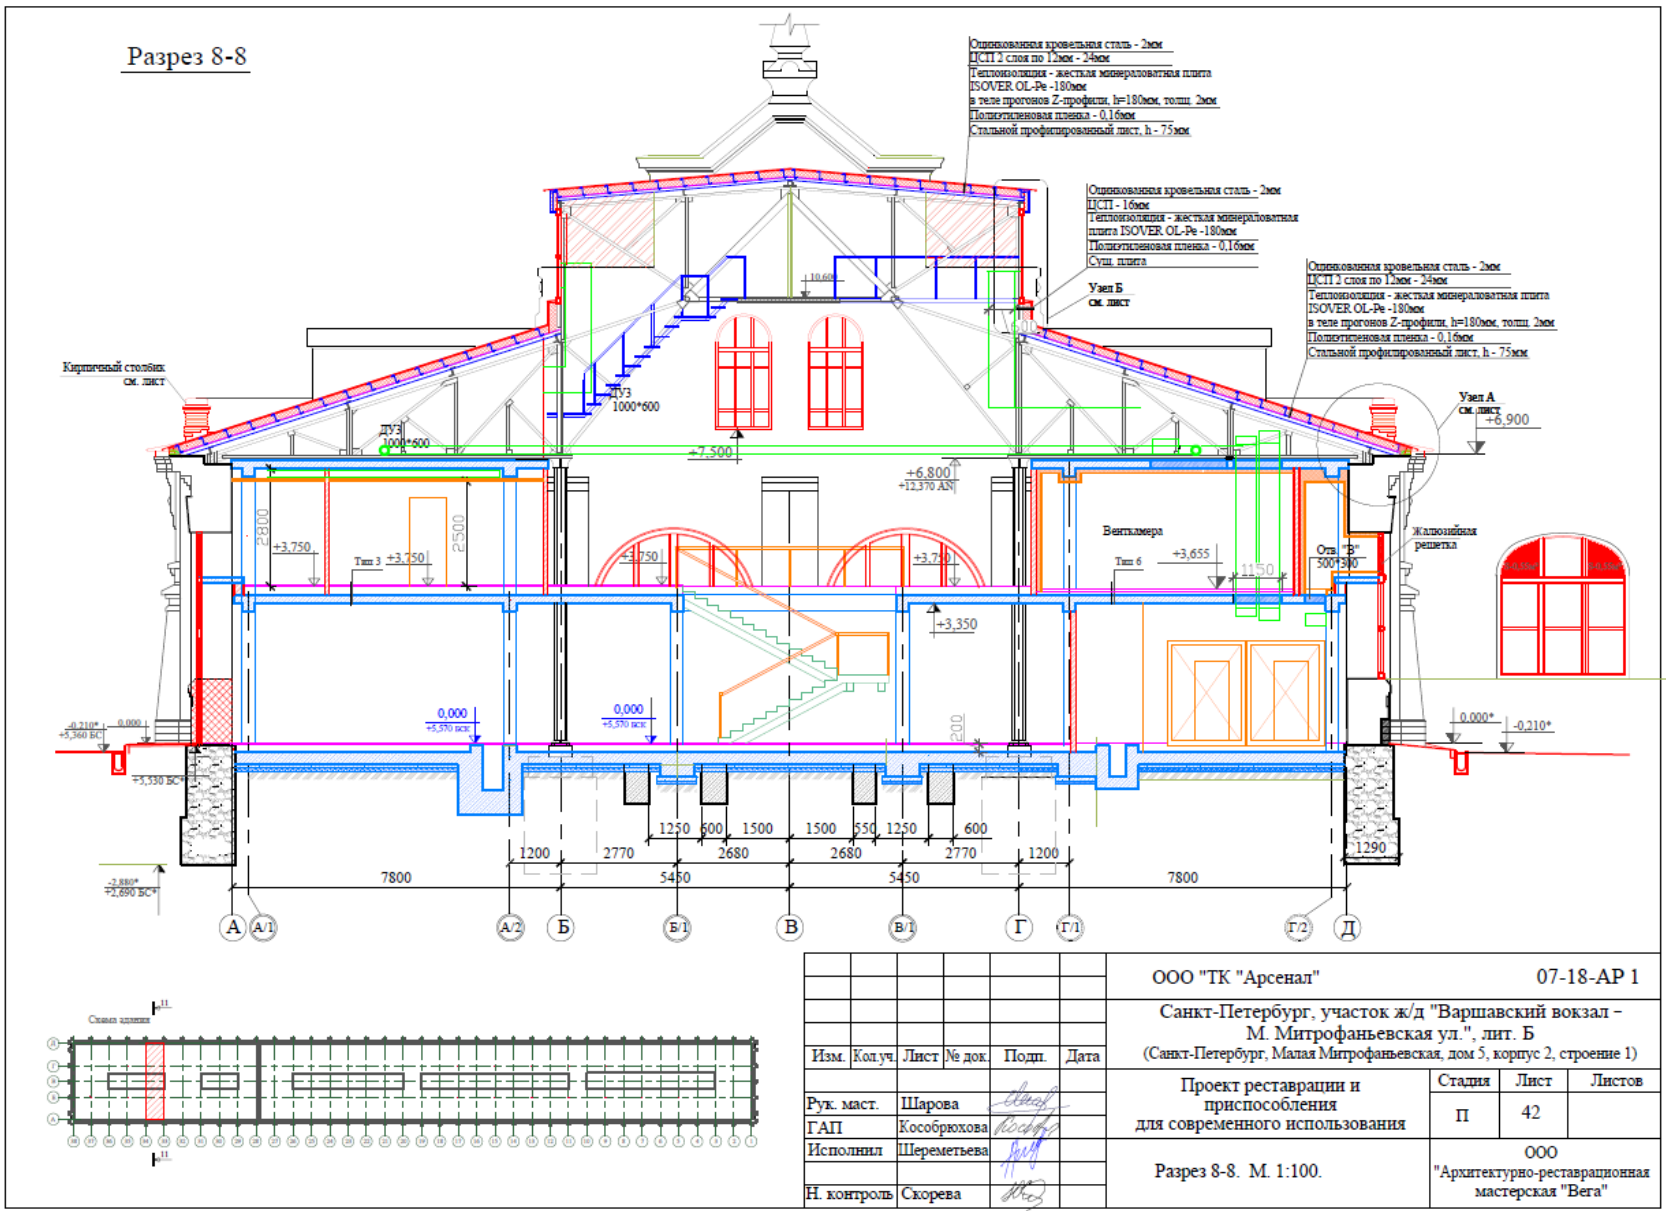 Разрез 8-8
Оцинкованная кровельная сталь - 2мм
ЦСП 2 слоя по 12мм - 24мм
Теплоизоляция - жесткая минераловатная плита
ISOVER OL-Pe -180мм
в теле прогонов Z-профили, h=180мм, толщ. 2мм
Полиэтиленовая пленка - 0,16мм
Стальной профилированный лист, h - 75мм
Оцинкованная кровельная сталь - 2мм
ЦСП - 16мм
Теплоизоляция - жесткая минераловатная
плита ISOVER OL-Pe -180мм
Полиэтиленовая пленка - 0,16мм
Сущ. плита
Узел Б
см. лист
Оцинкованная кровельная сталь - 2мм
ЦСП 2 слоя по 12мм - 24мм
Теплоизоляция - жесткая минераловатная плита
ISOVER OL-Pe -180мм
в теле прогонов Z-профили, h=180мм, толщ. 2мм
Полиэтиленовая пленка - 0,16мм
Стальной профилированный лист, h - 75мм
10,600
600
Кирпичный столбик
см. лист
ДУ3
1000*600
ДУ3
1000*600
Узел А
см. лист
+6,900
+7,500
+6,800
+12,370 АN
2800
2500
+3,750
Тип 3
+3,750
+3,750
+3,750
Венткамера
Тип 6
+3,655
1150
Отв. "В"
500*300
Жалюзийная
решетка
+3,350
0,000
+5,570 БСК
0,000
+5,570 БСК
200
-0,210*
+5,360 БС
0,000
+5,530 БС*
0.000*
-0,210*
-2,880*
+2,690 БС*
1250 600 1500 1500 550 1250 600
1200 2770 2680 2680 2770 1200
1290
7800 5450 5450 7800
А А/1 А/2 Б Б/1 В В/1 Г Г/1 Г/2 Д
Схема здания
11
11
Д
Г
В
Б
А
ООО "ТК "Арсенал" 07-18-АР 1
Санкт-Петербург, участок ж/д "Варшавский вокзал -
М. Митрофаньевская ул.", лит. Б
(Санкт-Петербург, Малая Митрофаньевская, дом 5, корпус 2, строение 1)
Изм. Кол.уч. Лист № док. Подп. Дата
Проект реставрации и
приспособления
для современного использования
Стадия Лист Листов
П 42
Рук. маст. Шарова
ГАП Кособрюхова
Исполнил Шереметьева
Н. контроль Скорева
Разрез 8-8. М. 1:100.
ООО
"Архитектурно-реставрационная
мастерская "Вега"